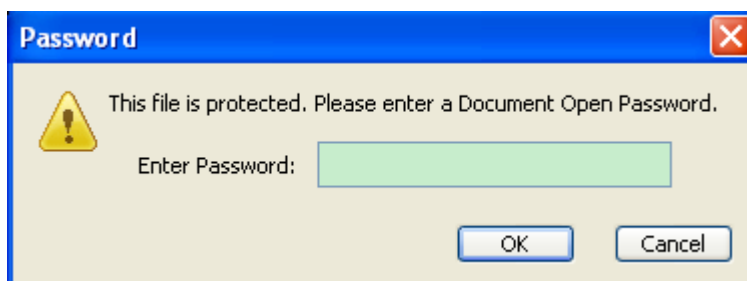 Password
This file is protected. Please enter a Document Open Password.
Enter Password:
OK Cancel